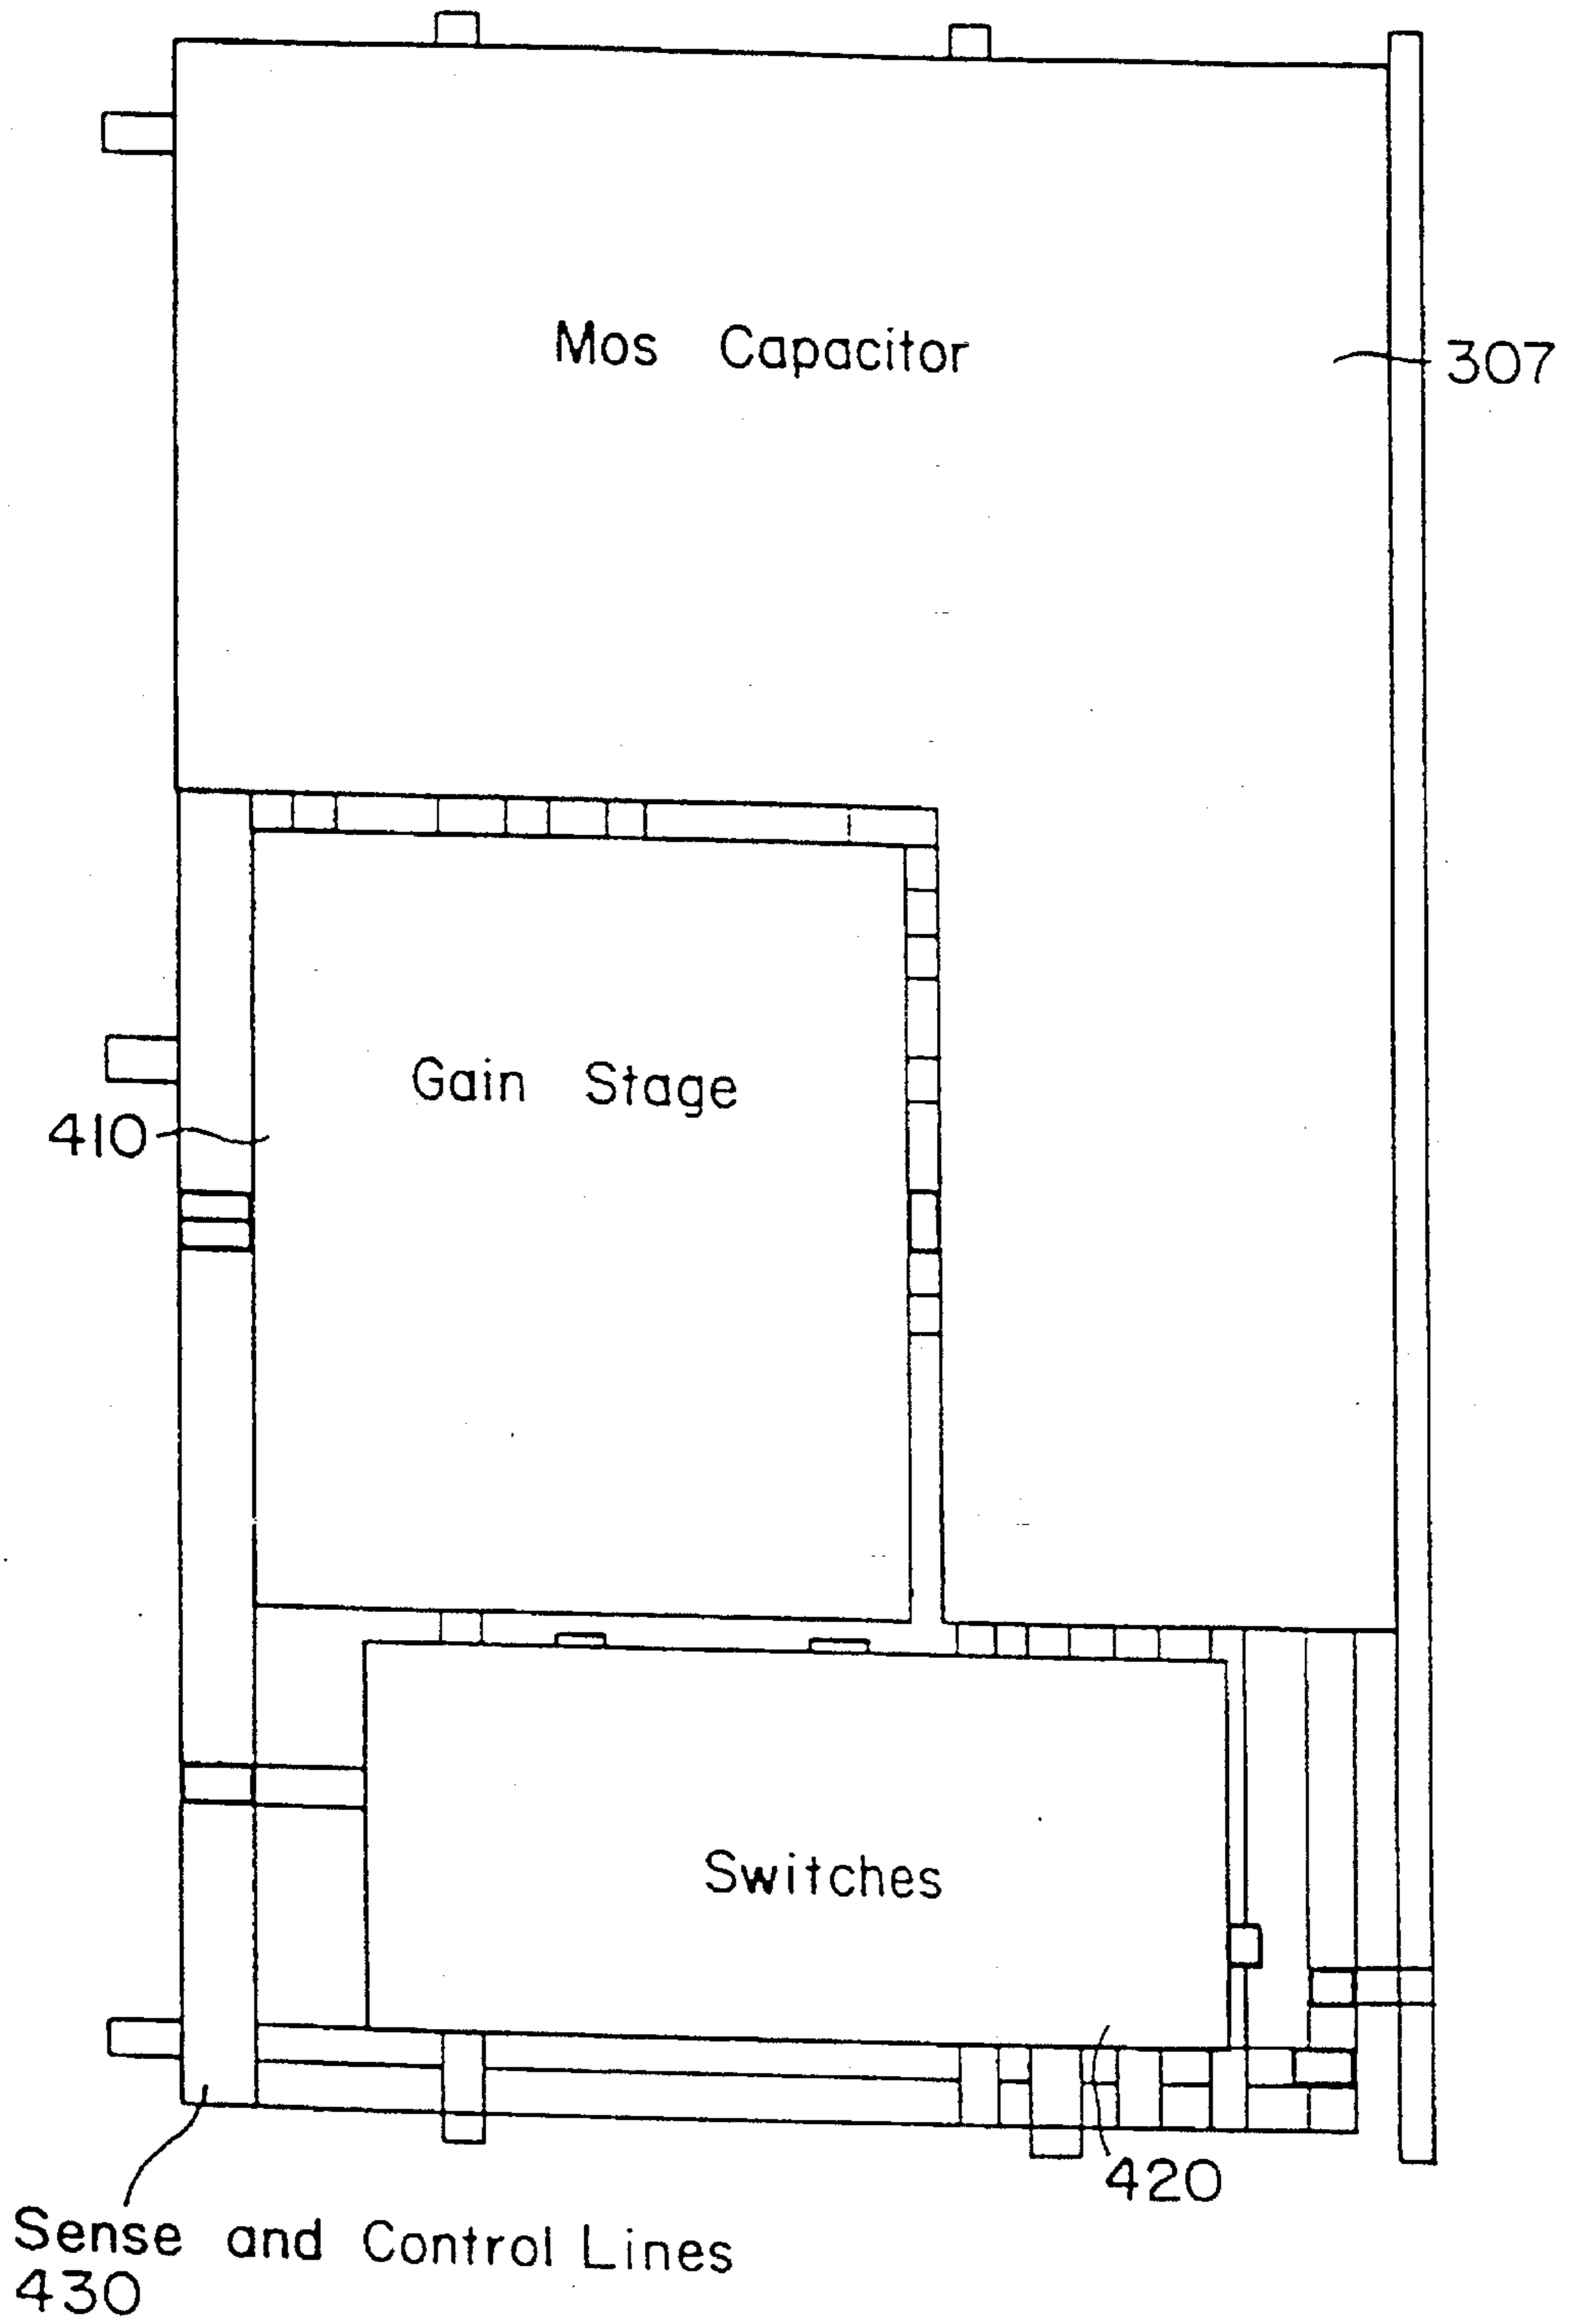 Mos Capacitor
307
Gain Stage
410
Switches
420
Sense and Control Lines
430